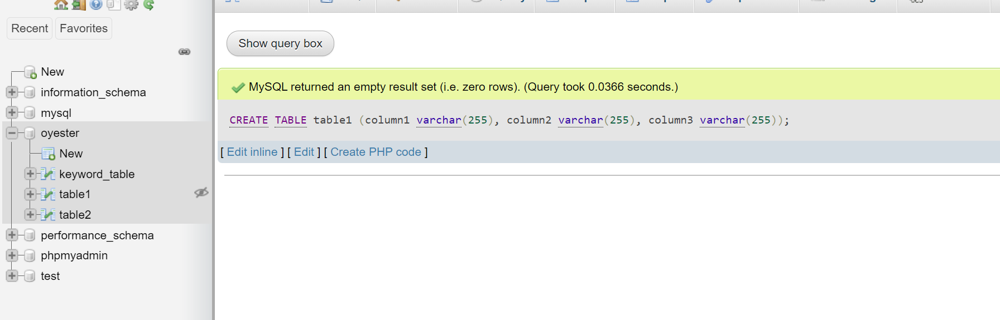 Recent Favorites
New
information_schema
mysql
oyester
New
keyword_table
table1
table2
performance_schema
phpmyadmin
test
Show query box
MySQL returned an empty result set (i.e. zero rows). (Query took 0.0366 seconds.)
CREATE TABLE table1 (column1 varchar(255), column2 varchar(255), column3 varchar(255));
[ Edit inline ] [ Edit ] [ Create PHP code ]